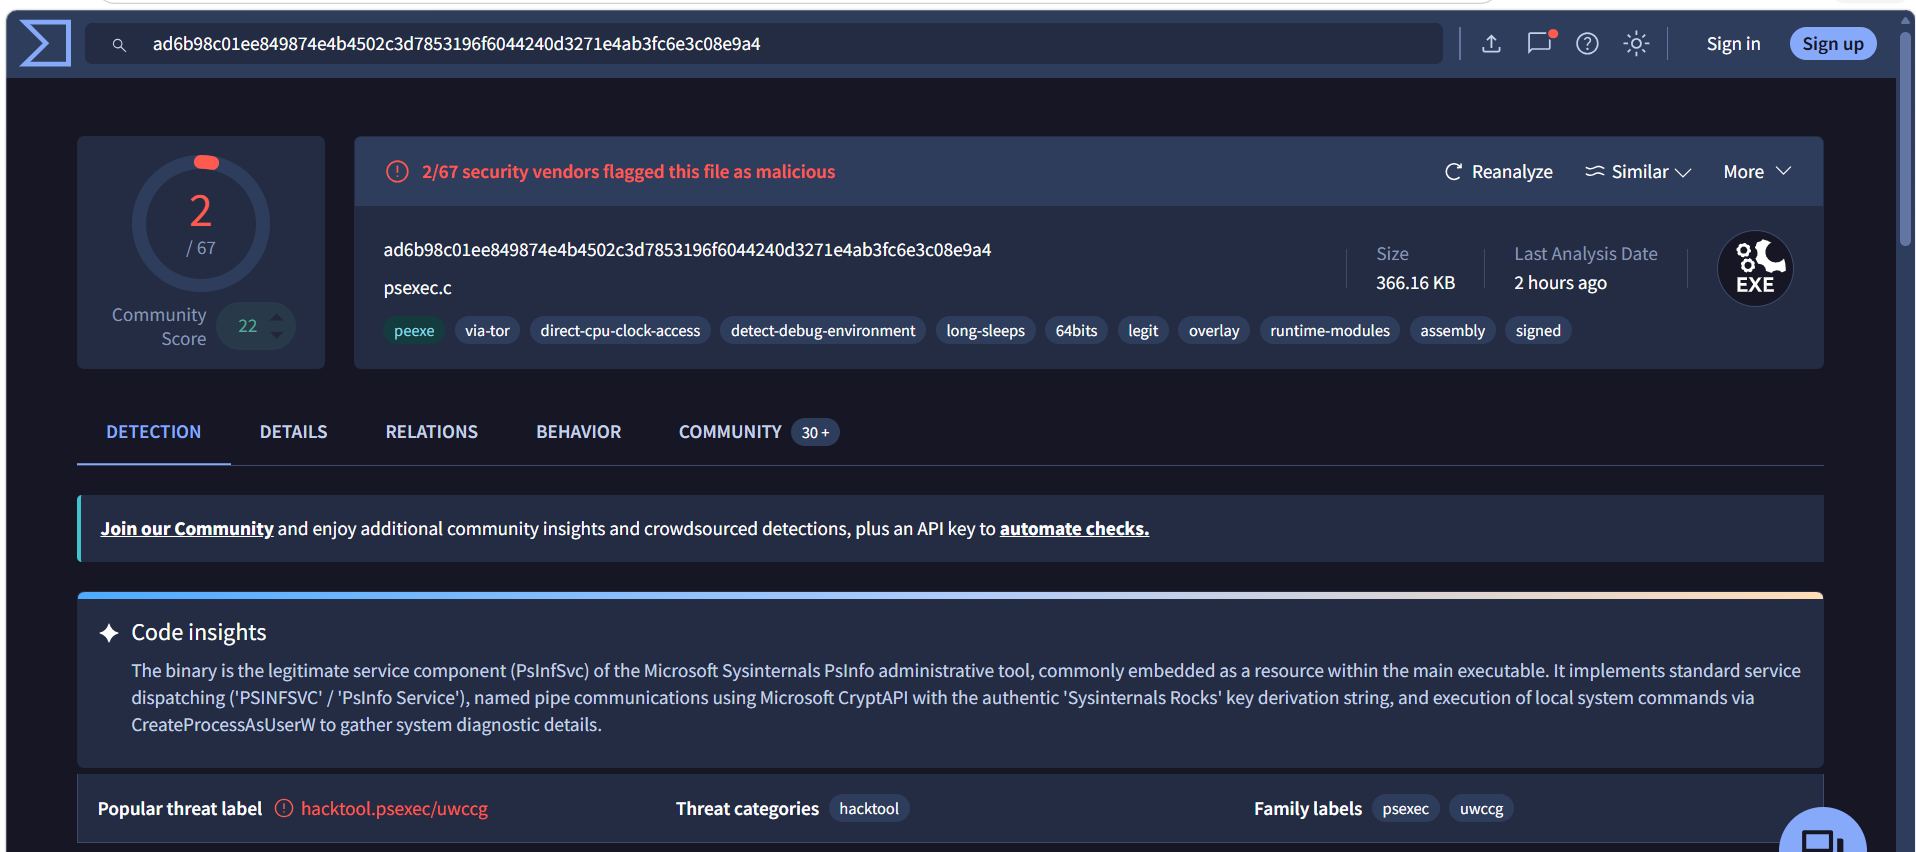 ad6b98c01ee849874e4b4502c3d7853196f6044240d3271e4ab3fc6e3c08e9a4
Sign in
Sign up
2
/ 67
Community Score
22
2/67 security vendors flagged this file as malicious
Reanalyze
Similar
More
ad6b98c01ee849874e4b4502c3d7853196f6044240d3271e4ab3fc6e3c08e9a4
psexec.c
Size
366.16 KB
Last Analysis Date
2 hours ago
EXE
peexe via-tor direct-cpu-clock-access detect-debug-environment long-sleeps 64bits legit overlay runtime-modules assembly signed
DETECTION DETAILS RELATIONS BEHAVIOR COMMUNITY 30 +
Join our Community and enjoy additional community insights and crowdsourced detections, plus an API key to automate checks.
Code insights
The binary is the legitimate service component (PsInfSvc) of the Microsoft Sysinternals PsInfo administrative tool, commonly embedded as a resource within the main executable. It implements standard service
dispatching ('PSINFSVC' / 'PsInfo Service'), named pipe communications using Microsoft CryptAPI with the authentic 'Sysinternals Rocks' key derivation string, and execution of local system commands via
CreateProcessAsUserW to gather system diagnostic details.
Popular threat label hacktool.psexec/uwccg Threat categories hacktool Family labels psexec uwccg